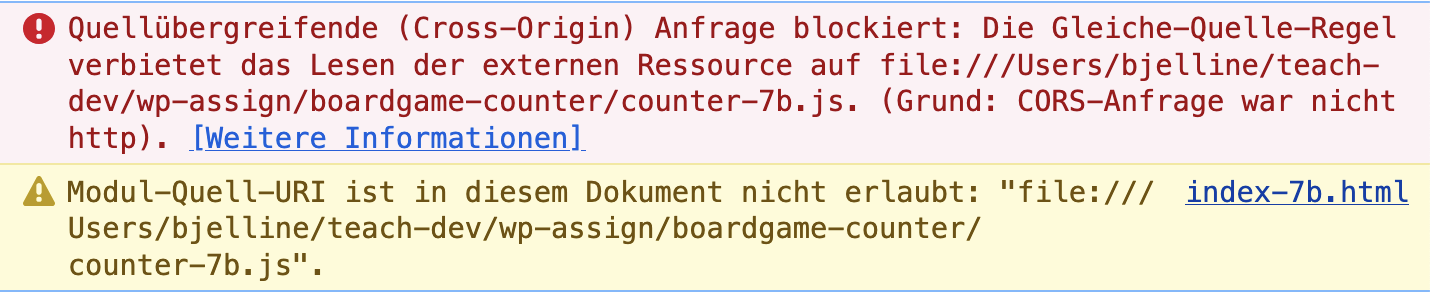 Quellübergreifende (Cross-Origin) Anfrage blockiert: Die Gleiche-Quelle-Regel
verbietet das Lesen der externen Ressource auf file:///Users/bjelline/teach-
dev/wp-assign/boardgame-counter/counter-7b.js. (Grund: CORS-Anfrage war nicht
http). [Weitere Informationen]
Modul-Quell-URI ist in diesem Dokument nicht erlaubt: "file:/// index-7b.html
Users/bjelline/teach-dev/wp-assign/boardgame-counter/
counter-7b.js".